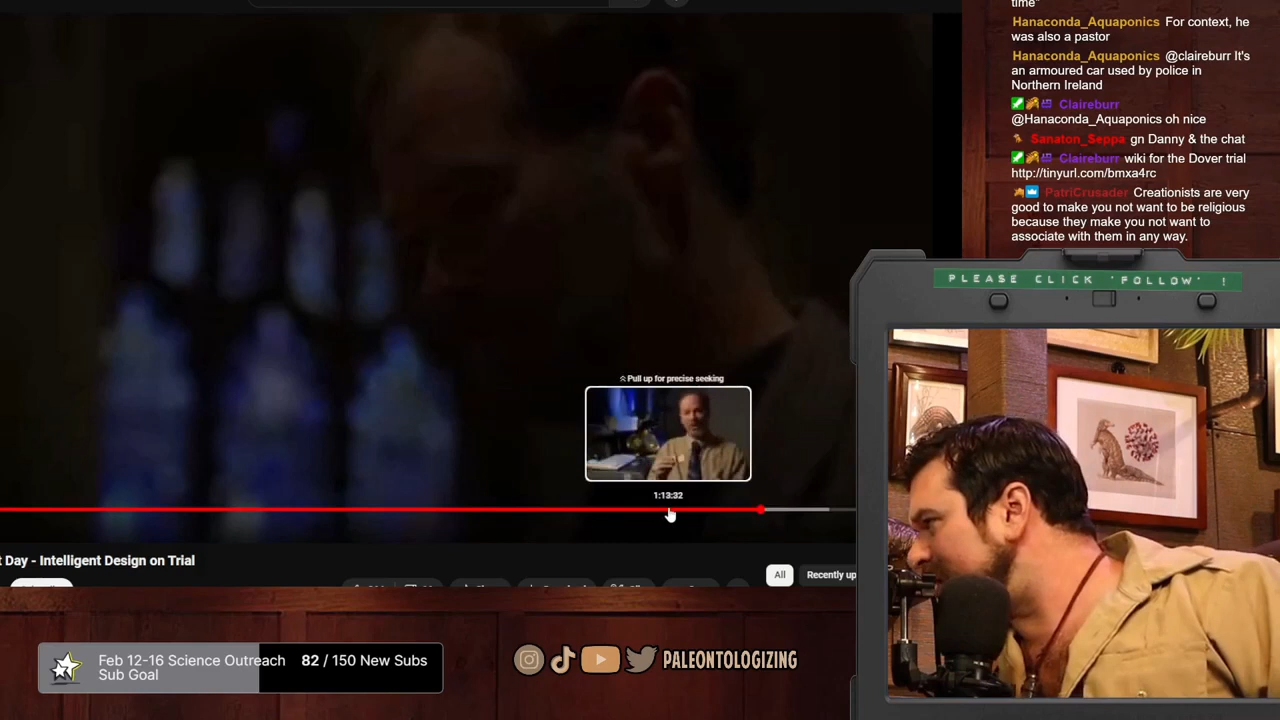 time"
Hanaconda_Aquaponics For context, he
was also a pastor
Hanaconda_Aquaponics @claireburr It's
an armoured car used by police in
Northern Ireland
Claireburr
@Hanaconda_Aquaponics oh nice
Sanaton_Seppa gn Danny & the chat
Claireburr wiki for the Dover trial
http://tinyurl.com/bmxa4rc
PatriCrusader Creationists are very
good to make you not want to be religious
because they make you not want to
associate with them in any way.
PLEASE CLICK 'FOLLOW' !
Pull up for precise seeking
1:13:32
t Day - Intelligent Design on Trial
All
Recently up
Feb 12-16 Science Outreach
Sub Goal
82 / 150 New Subs
PALEONTOLOGIZING